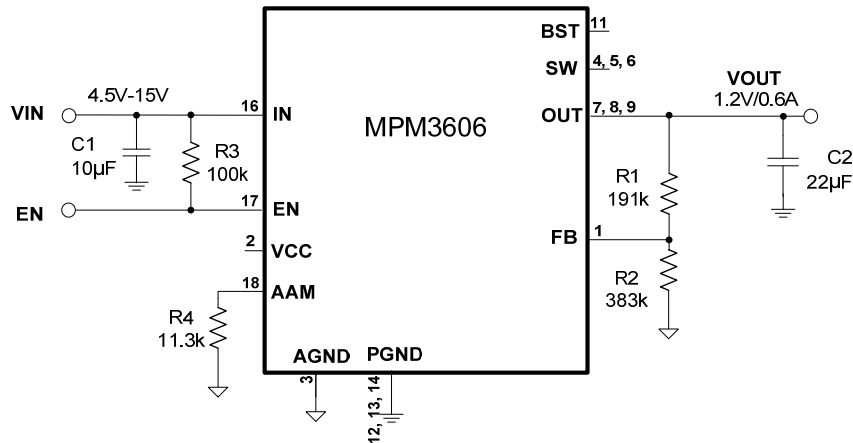 BST
11
SW
4, 5, 6
VOUT
1.2V/0.6A
4.5V-15V
VIN
16
IN
MPM3606
OUT
7, 8, 9
C1
10µF
R3
100k
C2
22µF
R1
191k
EN
17
EN
FB
1
2
VCC
R2
383k
18
AAM
R4
11.3k
AGND
PGND
3
12, 13, 14